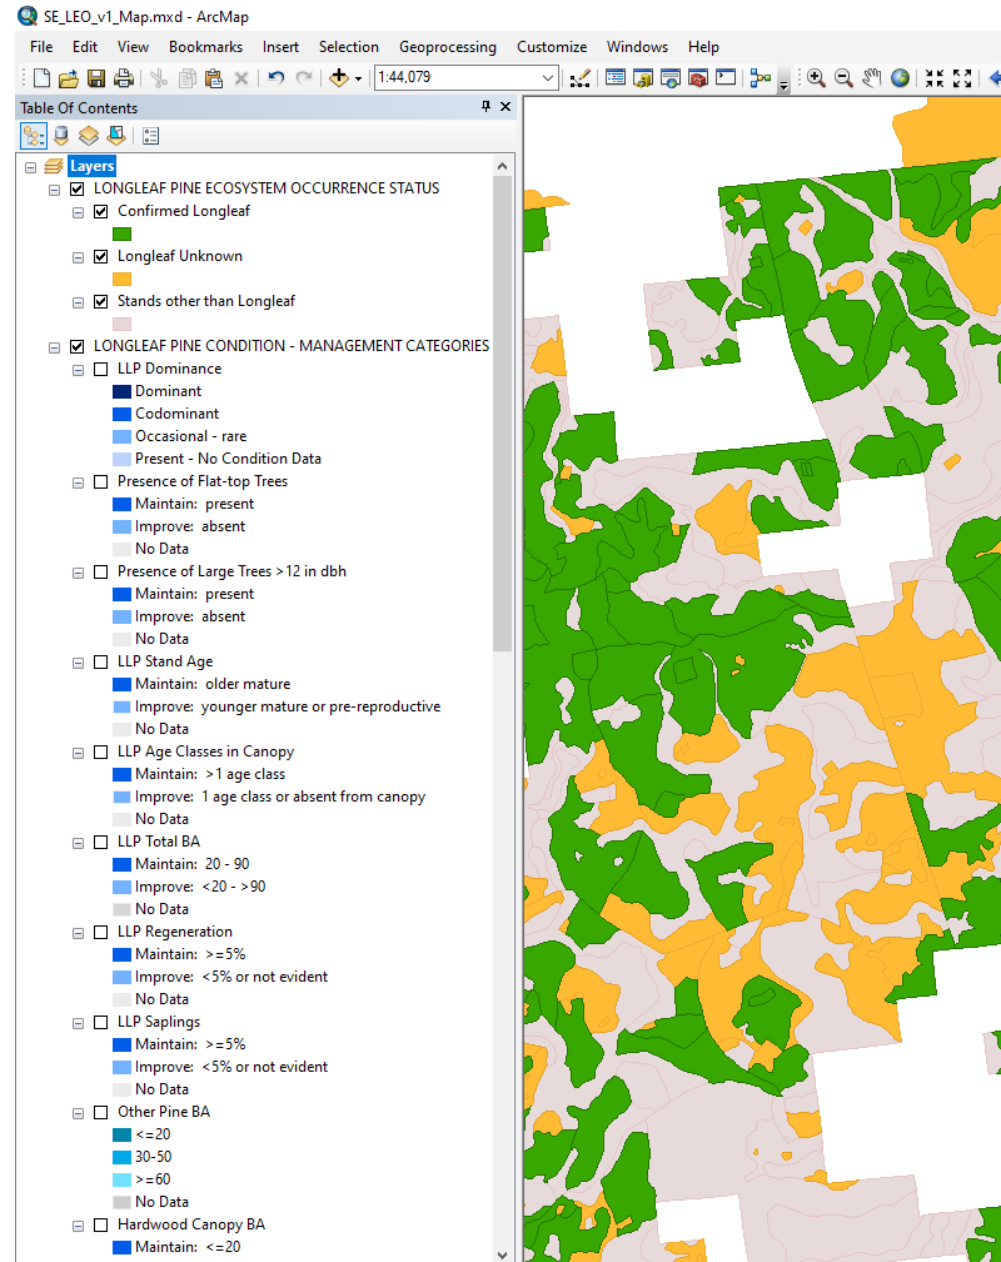 SE_LEO_v1_Map.mxd - ArcMap
File Edit View Bookmarks Insert Selection Geoprocessing Customize Windows Help
1:44,079
Table Of Contents
Layers
LONGLEAF PINE ECOSYSTEM OCCURRENCE STATUS
Confirmed Longleaf
Longleaf Unknown
Stands other than Longleaf
LONGLEAF PINE CONDITION - MANAGEMENT CATEGORIES
LLP Dominance
Dominant
Codominant
Occasional - rare
Present - No Condition Data
Presence of Flat-top Trees
Maintain: present
Improve: absent
No Data
Presence of Large Trees >12 in dbh
Maintain: present
Improve: absent
No Data
LLP Stand Age
Maintain: older mature
Improve: younger mature or pre-reproductive
No Data
LLP Age Classes in Canopy
Maintain: >1 age class
Improve: 1 age class or absent from canopy
No Data
LLP Total BA
Maintain: 20 - 90
Improve: <20 - >90
No Data
LLP Regeneration
Maintain: >=5%
Improve: <5% or not evident
No Data
LLP Saplings
Maintain: >=5%
Improve: <5% or not evident
No Data
Other Pine BA
<=20
30-50
>=60
No Data
Hardwood Canopy BA
Maintain: <=20